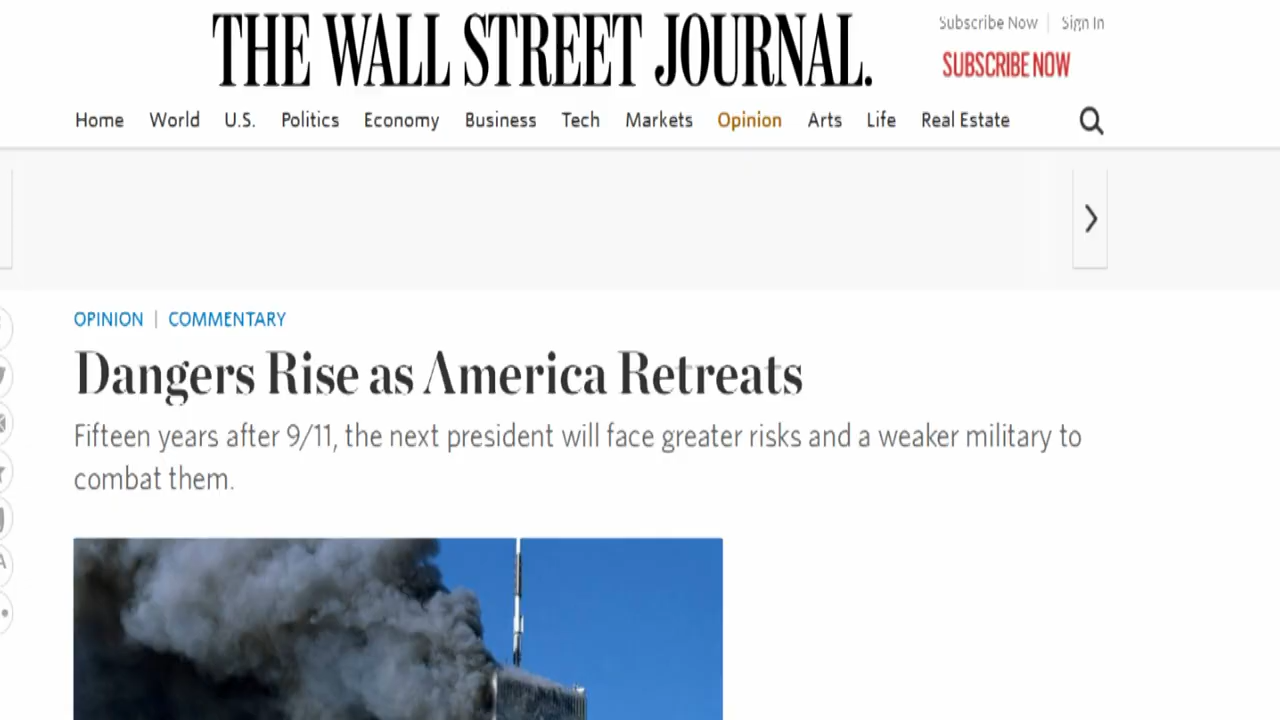 THE WALL STREET JOURNAL.
Subscribe Now | Sign In
SUBSCRIBE NOW
Home World U.S. Politics Economy Business Tech Markets Opinion Arts Life Real Estate
OPINION | COMMENTARY
Dangers Rise as America Retreats
Fifteen years after 9/11, the next president will face greater risks and a weaker military to
combat them.